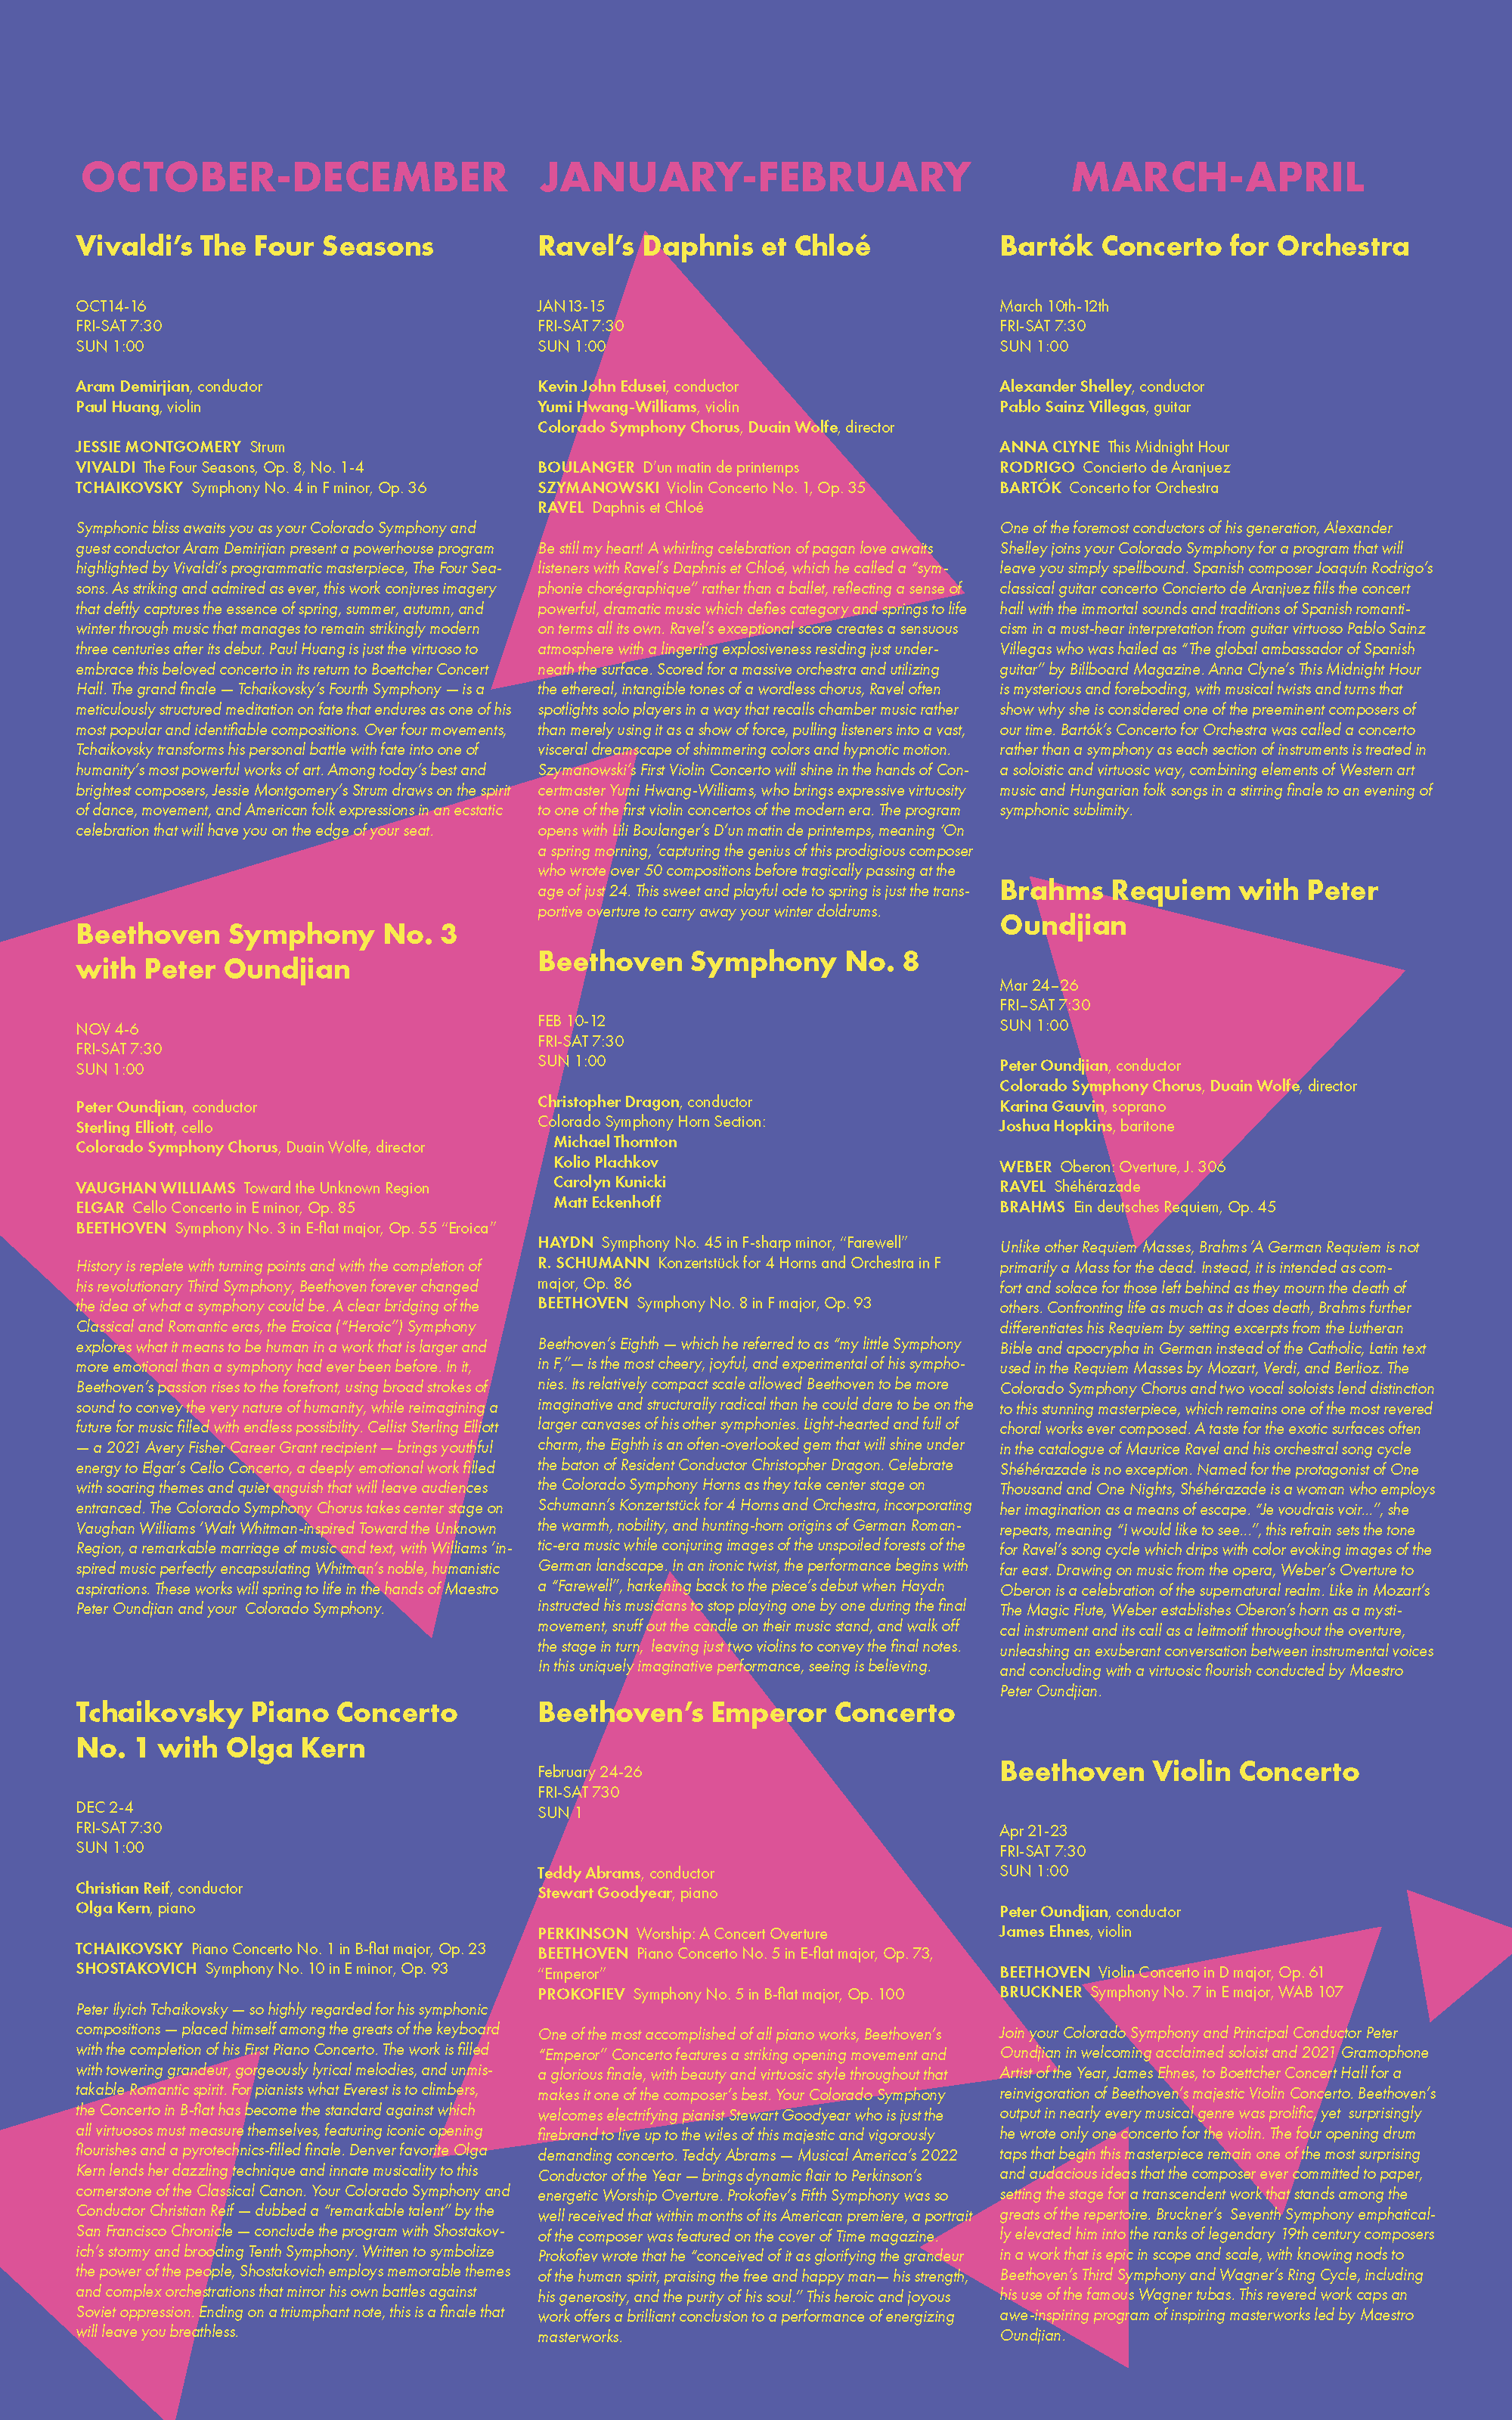 OCTOBER-DECEMBER
Vivaldi's The Four Seasons
OCT14-16
FRI-SAT 7:30
SUN 1:00
Aram Demirjian, conductor
Paul Huang, violin
JESSIE MONTGOMERY Strum
VIVALDI The Four Seasons, Op. 8, No. 1-4
TCHAIKOVSKY Symphony No. 4 in F minor, Op. 36
Symphonic bliss awaits you as your Colorado Symphony and
guest conductor Aram Demirjian present a powerhouse program
highlighted by Vivaldi's programmatic masterpiece, The Four Sea-
sons. As striking and admired as ever, this work conjures imagery
that deftly captures the essence of spring, summer, autumn, and
winter through music that manages to remain strikingly modern
three centuries after its debut. Paul Huang is just the virtuoso to
embrace this beloved concerto in its return to Boettcher Concert
Hall. The grand finale — Tchaikovsky's Fourth Symphony — is a
meticulously structured meditation on fate that endures as one of his
most popular and identifiable compositions. Over four movements,
Tchaikovsky transforms his personal battle with fate into one of
humanity's most powerful works of art. Among today's best and
brightest composers, Jessie Montgomery's Strum draws on the spirit
of dance, movement, and American folk expressions in an ecstatic
celebration that will have you on the edge of your seat.
Beethoven Symphony No. 3
with Peter Oundjian
NOV 4-6
FRI-SAT 7:30
SUN 1:00
Peter Oundjian, conductor
Sterling Elliott, cello
Colorado Symphony Chorus, Duain Wolfe, director
VAUGHAN WILLIAMS Toward the Unknown Region
ELGAR Cello Concerto in E minor, Op. 85
BEETHOVEN Symphony No. 3 in E-flat major, Op. 55 “Eroica”
History is replete with turning points and with the completion of
his revolutionary Third Symphony, Beethoven forever changed
the idea of what a symphony could be. A clear bridging of the
Classical and Romantic eras, the Eroica (“Heroic”) Symphony
explores what it means to be human in a work that is larger and
more emotional than a symphony had ever been before. In it,
Beethoven's passion rises to the forefront, using broad strokes of
sound to convey the very nature of humanity, while reimagining a
future for music filled with endless possibility. Cellist Sterling Elliott
— a 2021 Avery Fisher Career Grant recipient — brings youthful
energy to Elgar's Cello Concerto, a deeply emotional work filled
with soaring themes and quiet anguish that will leave audiences
entranced. The Colorado Symphony Chorus takes center stage on
Vaughan Williams 'Walt Whitman-inspired Toward the Unknown
Region, a remarkable marriage of music and text, with Williams 'in-
spired music perfectly encapsulating Whitman's noble, humanistic
aspirations. These works will spring to life in the hands of Maestro
Peter Oundjian and your Colorado Symphony.
Tchaikovsky Piano Concerto
No. 1 with Olga Kern
DEC 2-4
FRI-SAT 7:30
SUN 1:00
Christian Reif, conductor
Olga Kern, piano
TCHAIKOVSKY Piano Concerto No. 1 in B-flat major, Op. 23
SHOSTAKOVICH Symphony No. 10 in E minor, Op. 93
Peter Ilyich Tchaikovsky — so highly regarded for his symphonic
compositions — placed himself among the greats of the keyboard
with the completion of his First Piano Concerto. The work is filled
with towering grandeur, gorgeously lyrical melodies, and unmis-
takable Romantic spirit. For pianists what Everest is to climbers,
the Concerto in B-flat has become the standard against which
all virtuosos must measure themselves, featuring iconic opening
flourishes and a pyrotechnics-filled finale. Denver favorite Olga
Kern lends her dazzling technique and innate musicality to this
cornerstone of the Classical Canon. Your Colorado Symphony and
Conductor Christian Reif — dubbed a “remarkable talent” by the
San Francisco Chronicle — conclude the program with Shostakov-
ich's stormy and brooding Tenth Symphony. Written to symbolize
the power of the people, Shostakovich employs memorable themes
and complex orchestrations that mirror his own battles against
Soviet oppression. Ending on a triumphant note, this is a finale that
will leave you breathless.
JANUARY-FEBRUARY
Ravel's Daphnis et Chloé
JAN13-15
FRI-SAT 7:30
SUN 1:00
Kevin John Edusei, conductor
Yumi Hwang-Williams, violin
Colorado Symphony Chorus, Duain Wolfe, director
BOULANGER D'un matin de printemps
SZYMANOWSKI Violin Concerto No. 1, Op. 35
RAVEL Daphnis et Chloé
Be still my heart! A whirling celebration of pagan love awaits
listeners with Ravel's Daphnis et Chloé, which he called a “sym-
phonie chorégraphique” rather than a ballet, reflecting a sense of
powerful, dramatic music which defies category and springs to life
on terms all its own. Ravel's exceptional score creates a sensuous
atmosphere with a lingering explosiveness residing just under-
neath the surface. Scored for a massive orchestra and utilizing
the ethereal, intangible tones of a wordless chorus, Ravel often
spotlights solo players in a way that recalls chamber music rather
than merely using it as a show of force, pulling listeners into a vast,
visceral dreamscape of shimmering colors and hypnotic motion.
Szymanowski's First Violin Concerto will shine in the hands of Con-
certmaster Yumi Hwang-Williams, who brings expressive virtuosity
to one of the first violin concertos of the modern era. The program
opens with Lili Boulanger's D'un matin de printemps, meaning 'On
a spring morning, 'capturing the genius of this prodigious composer
who wrote over 50 compositions before tragically passing at the
age of just 24. This sweet and playful ode to spring is just the trans-
portive overture to carry away your winter doldrums.
Beethoven Symphony No. 8
FEB 10-12
FRI-SAT 7:30
SUN 1:00
Christopher Dragon, conductor
Colorado Symphony Horn Section:
Michael Thornton
Kolio Plachkov
Carolyn Kunicki
Matt Eckenhoff
HAYDN Symphony No. 45 in F-sharp minor, “Farewell”
R. SCHUMANN Konzertstück for 4 Horns and Orchestra in F
major, Op. 86
BEETHOVEN Symphony No. 8 in F major, Op. 93
Beethoven's Eighth — which he referred to as “my little Symphony
in F,”— is the most cheery, joyful, and experimental of his sympho-
nies. Its relatively compact scale allowed Beethoven to be more
imaginative and structurally radical than he could dare to be on the
larger canvases of his other symphonies. Light-hearted and full of
charm, the Eighth is an often-overlooked gem that will shine under
the baton of Resident Conductor Christopher Dragon. Celebrate
the Colorado Symphony Horns as they take center stage on
Schumann's Konzertstück for 4 Horns and Orchestra, incorporating
the warmth, nobility, and hunting-horn origins of German Roman-
tic-era music while conjuring images of the unspoiled forests of the
German landscape. In an ironic twist, the performance begins with
a “Farewell”, harkening back to the piece's debut when Haydn
instructed his musicians to stop playing one by one during the final
movement, snuff out the candle on their music stand, and walk off
the stage in turn, leaving just two violins to convey the final notes.
In this uniquely imaginative performance, seeing is believing.
Beethoven's Emperor Concerto
February 24-26
FRI-SAT 730
SUN 1
Teddy Abrams, conductor
Stewart Goodyear, piano
PERKINSON Worship: A Concert Overture
BEETHOVEN Piano Concerto No. 5 in E-flat major, Op. 73,
“Emperor”
PROKOFIEV Symphony No. 5 in B-flat major, Op. 100
One of the most accomplished of all piano works, Beethoven's
“Emperor” Concerto features a striking opening movement and
a glorious finale, with beauty and virtuosic style throughout that
makes it one of the composer's best. Your Colorado Symphony
welcomes electrifying pianist Stewart Goodyear who is just the
firebrand to live up to the wiles of this majestic and vigorously
demanding concerto. Teddy Abrams — Musical America's 2022
Conductor of the Year — brings dynamic flair to Perkinson's
energetic Worship Overture. Prokofiev's Fifth Symphony was so
well received that within months of its American premiere, a portrait
of the composer was featured on the cover of Time magazine.
Prokofiev wrote that he “conceived of it as glorifying the grandeur
of the human spirit, praising the free and happy man— his strength,
his generosity, and the purity of his soul.” This heroic and joyous
work offers a brilliant conclusion to a performance of energizing
masterworks.
MARCH-APRIL
Bartók Concerto for Orchestra
March 10th-12th
FRI-SAT 7:30
SUN 1:00
Alexander Shelley, conductor
Pablo Sainz Villegas, guitar
ANNA CLYNE This Midnight Hour
RODRIGO Concierto de Aranjuez
BARTÓK Concerto for Orchestra
One of the foremost conductors of his generation, Alexander
Shelley joins your Colorado Symphony for a program that will
leave you simply spellbound. Spanish composer Joaquín Rodrigo's
classical guitar concerto Concierto de Aranjuez fills the concert
hall with the immortal sounds and traditions of Spanish romanti-
cism in a must-hear interpretation from guitar virtuoso Pablo Sainz
Villegas who was hailed as “The global ambassador of Spanish
guitar” by Billboard Magazine. Anna Clyne's This Midnight Hour
is mysterious and foreboding, with musical twists and turns that
show why she is considered one of the preeminent composers of
our time. Bartók's Concerto for Orchestra was called a concerto
rather than a symphony as each section of instruments is treated in
a soloistic and virtuosic way, combining elements of Western art
music and Hungarian folk songs in a stirring finale to an evening of
symphonic sublimity.
Brahms Requiem with Peter
Oundjian
Mar 24–26
FRI–SAT 7:30
SUN 1:00
Peter Oundjian, conductor
Colorado Symphony Chorus, Duain Wolfe, director
Karina Gauvin, soprano
Joshua Hopkins, baritone
WEBER Oberon: Overture, J. 306
RAVEL Shéhérazade
BRAHMS Ein deutsches Requiem, Op. 45
Unlike other Requiem Masses, Brahms 'A German Requiem is not
primarily a Mass for the dead. Instead, it is intended as com-
fort and solace for those left behind as they mourn the death of
others. Confronting life as much as it does death, Brahms further
differentiates his Requiem by setting excerpts from the Lutheran
Bible and apocrypha in German instead of the Catholic, Latin text
used in the Requiem Masses by Mozart, Verdi, and Berlioz. The
Colorado Symphony Chorus and two vocal soloists lend distinction
to this stunning masterpiece, which remains one of the most revered
choral works ever composed. A taste for the exotic surfaces often
in the catalogue of Maurice Ravel and his orchestral song cycle
Shéhérazade is no exception. Named for the protagonist of One
Thousand and One Nights, Shéhérazade is a woman who employs
her imagination as a means of escape. “Je voudrais voir...”, she
repeats, meaning “I would like to see...”, this refrain sets the tone
for Ravel's song cycle which drips with color evoking images of the
far east. Drawing on music from the opera, Weber's Overture to
Oberon is a celebration of the supernatural realm. Like in Mozart's
The Magic Flute, Weber establishes Oberon's horn as a mysti-
cal instrument and its call as a leitmotif throughout the overture,
unleashing an exuberant conversation between instrumental voices
and concluding with a virtuosic flourish conducted by Maestro
Peter Oundjian.
Beethoven Violin Concerto
Apr 21-23
FRI-SAT 7:30
SUN 1:00
Peter Oundjian, conductor
James Ehnes, violin
BEETHOVEN Violin Concerto in D major, Op. 61
BRUCKNER Symphony No. 7 in E major, WAB 107
Join your Colorado Symphony and Principal Conductor Peter
Oundjian in welcoming acclaimed soloist and 2021 Gramophone
Artist of the Year, James Ehnes, to Boettcher Concert Hall for a
reinvigoration of Beethoven's majestic Violin Concerto. Beethoven's
output in nearly every musical genre was prolific, yet surprisingly
he wrote only one concerto for the violin. The four opening drum
taps that begin this masterpiece remain one of the most surprising
and audacious ideas that the composer ever committed to paper,
setting the stage for a transcendent work that stands among the
greats of the repertoire. Bruckner's Seventh Symphony emphatical-
ly elevated him into the ranks of legendary 19th century composers
in a work that is epic in scope and scale, with knowing nods to
Beethoven's Third Symphony and Wagner's Ring Cycle, including
his use of the famous Wagner tubas. This revered work caps an
awe-inspiring program of inspiring masterworks led by Maestro
Oundjian.